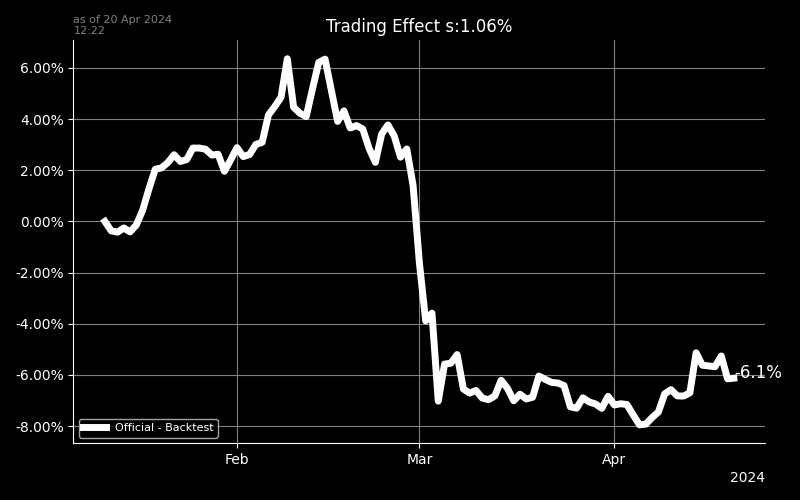 as of 20 Apr 2024
12:22
Trading Effect s:1.06%
6.00%
4.00%
2.00%
0.00%
-2.00%
-4.00%
-6.00%
-8.00%
-6.1%
Official - Backtest
Feb
Mar
Apr
2024